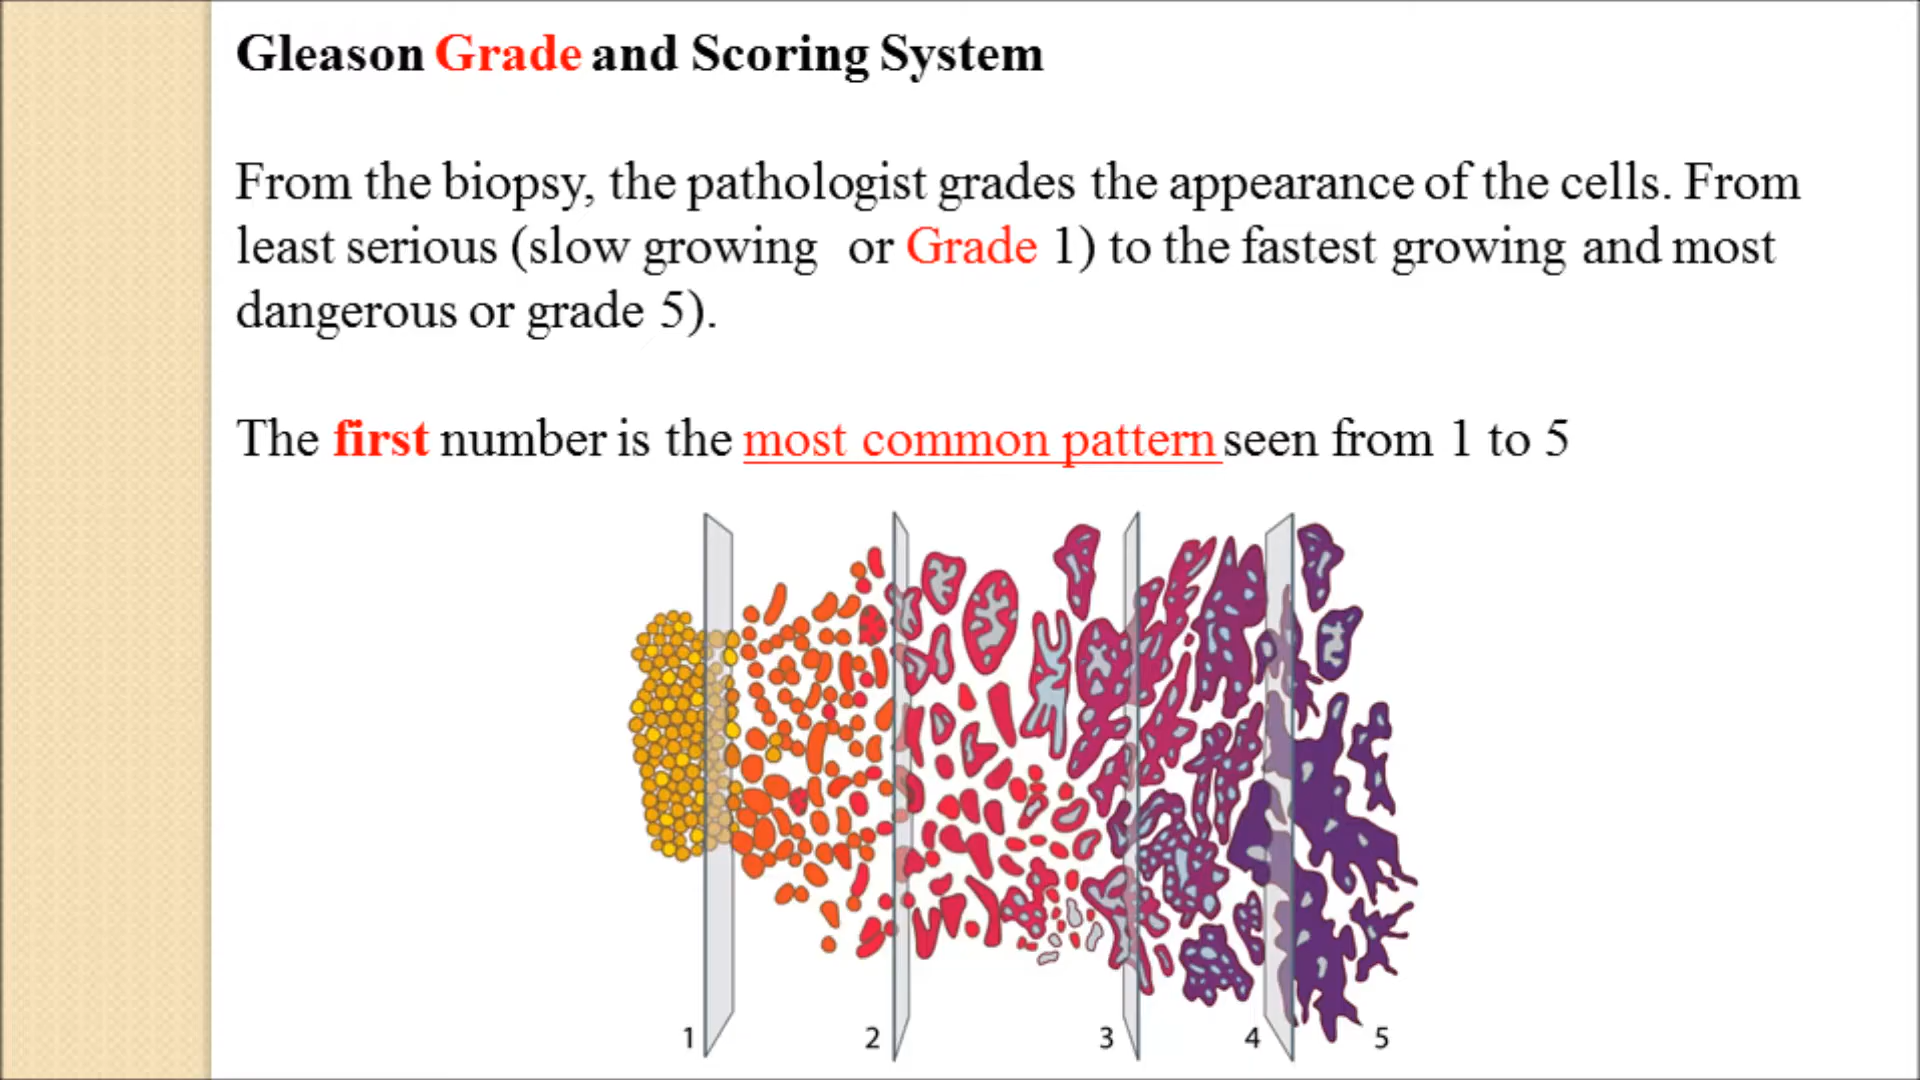 Gleason Grade and Scoring System
From the biopsy, the pathologist grades the appearance of the cells. From
least serious (slow growing or Grade 1) to the fastest growing and most
dangerous or grade 5).
The first number is the most common pattern seen from 1 to 5
1 2 3 4 5